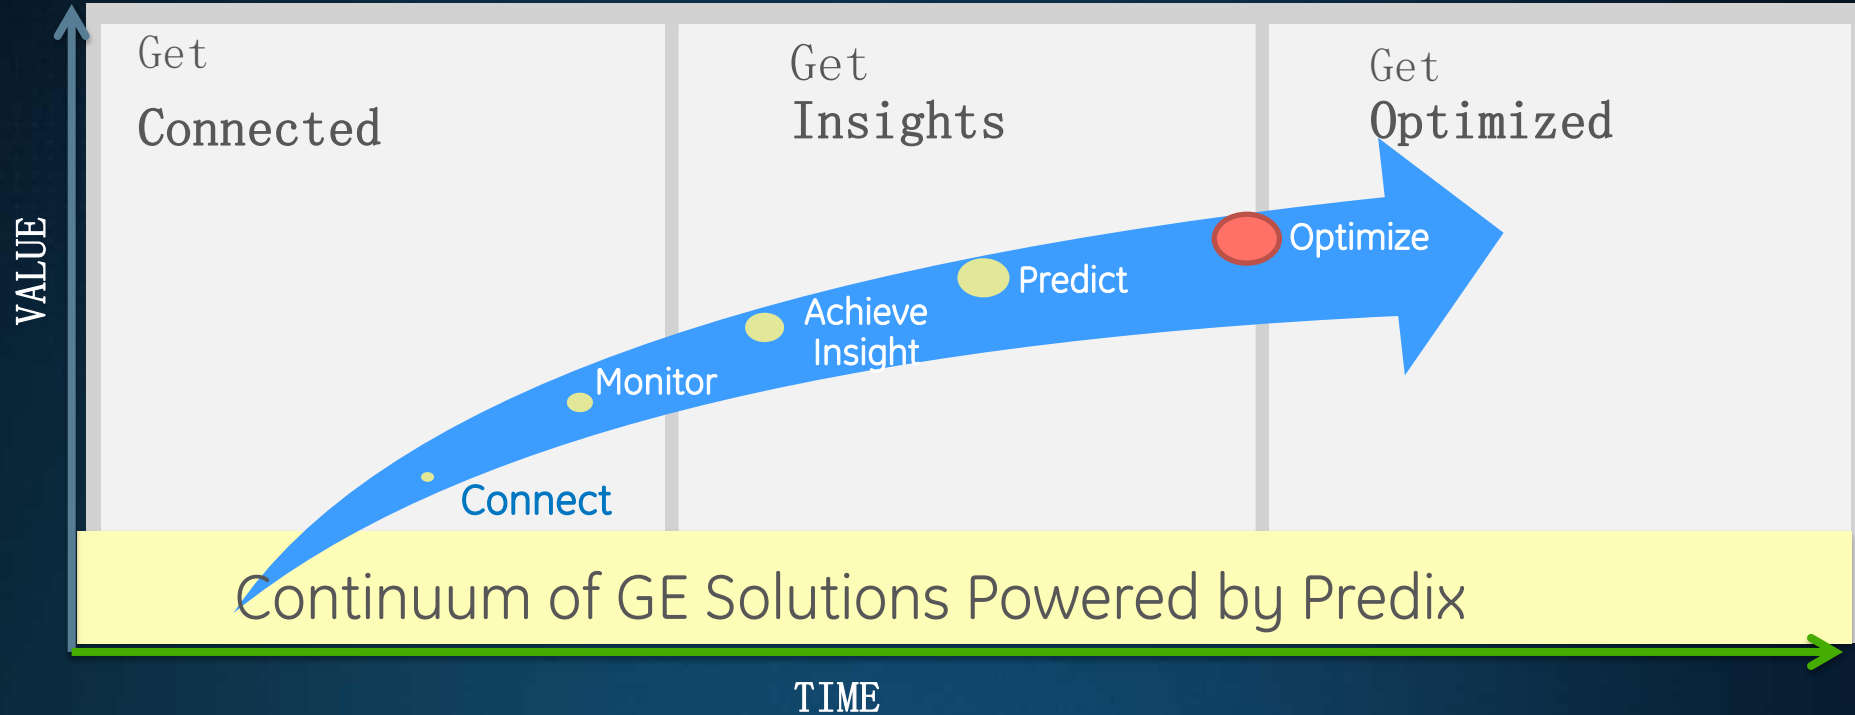 Get
Connected
Get
Insights
Get
Optimized
VALUE
Optimize
Predict
Achieve
Insight
Monitor
Connect
Continuum of GE Solutions Powered by Predix
TIME